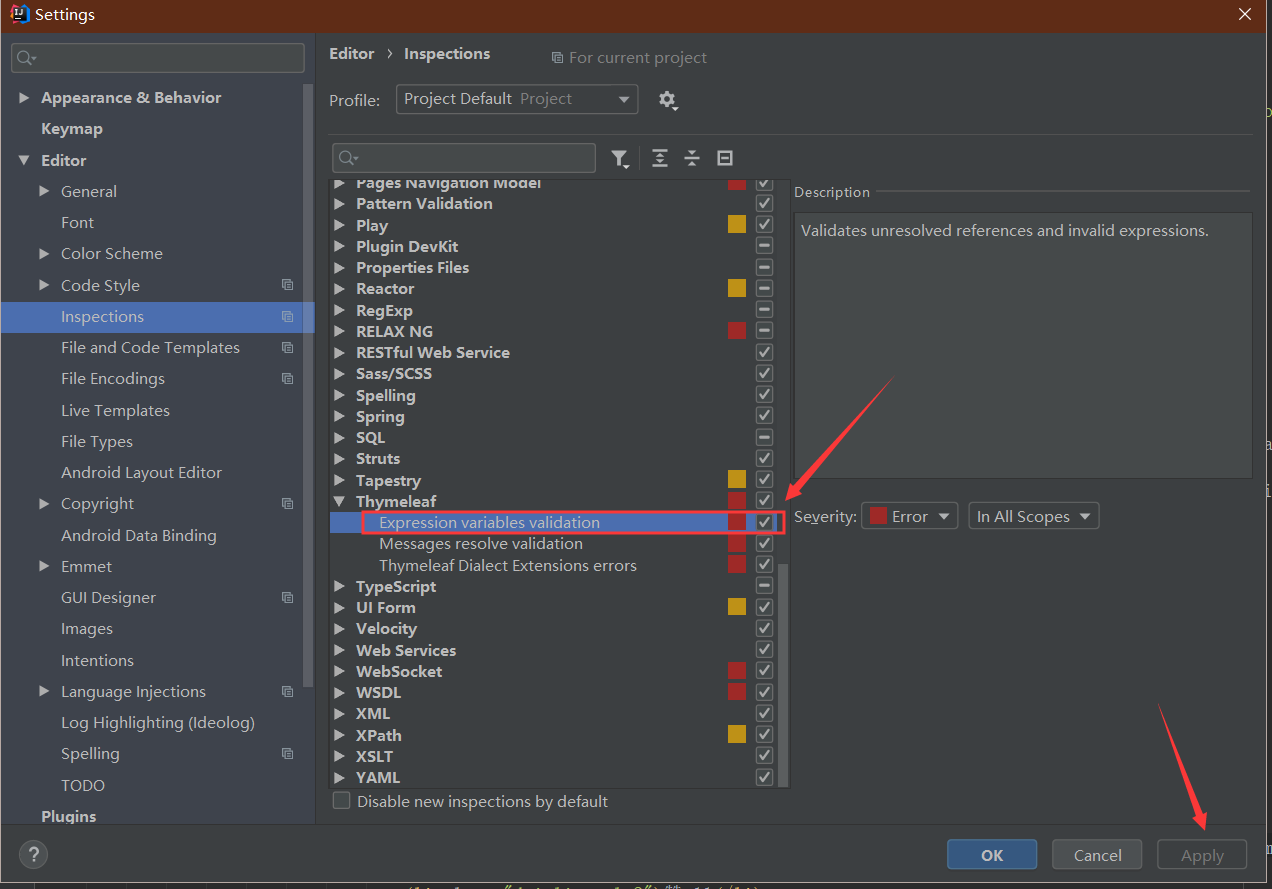 Settings
Editor › Inspections
For current project
Profile:
Project Default Project
Appearance & Behavior
Keymap
Editor
General
Font
Color Scheme
Code Style
Inspections
File and Code Templates
File Encodings
Live Templates
File Types
Android Layout Editor
Copyright
Android Data Binding
Emmet
GUI Designer
Images
Intentions
Language Injections
Log Highlighting (Ideolog)
Spelling
TODO
Plugins
Pages Navigation Model
Pattern Validation
Play
Plugin DevKit
Properties Files
Reactor
RegExp
RELAX NG
RESTful Web Service
Sass/SCSS
Spelling
Spring
SQL
Struts
Tapestry
Thymeleaf
Expression variables validation
Messages resolve validation
Thymeleaf Dialect Extensions errors
TypeScript
UI Form
Velocity
Web Services
WebSocket
WSDL
XML
XPath
XSLT
YAML
Disable new inspections by default
Description
Validates unresolved references and invalid expressions.
Severity:
Error
In All Scopes
?
OK
Cancel
Apply